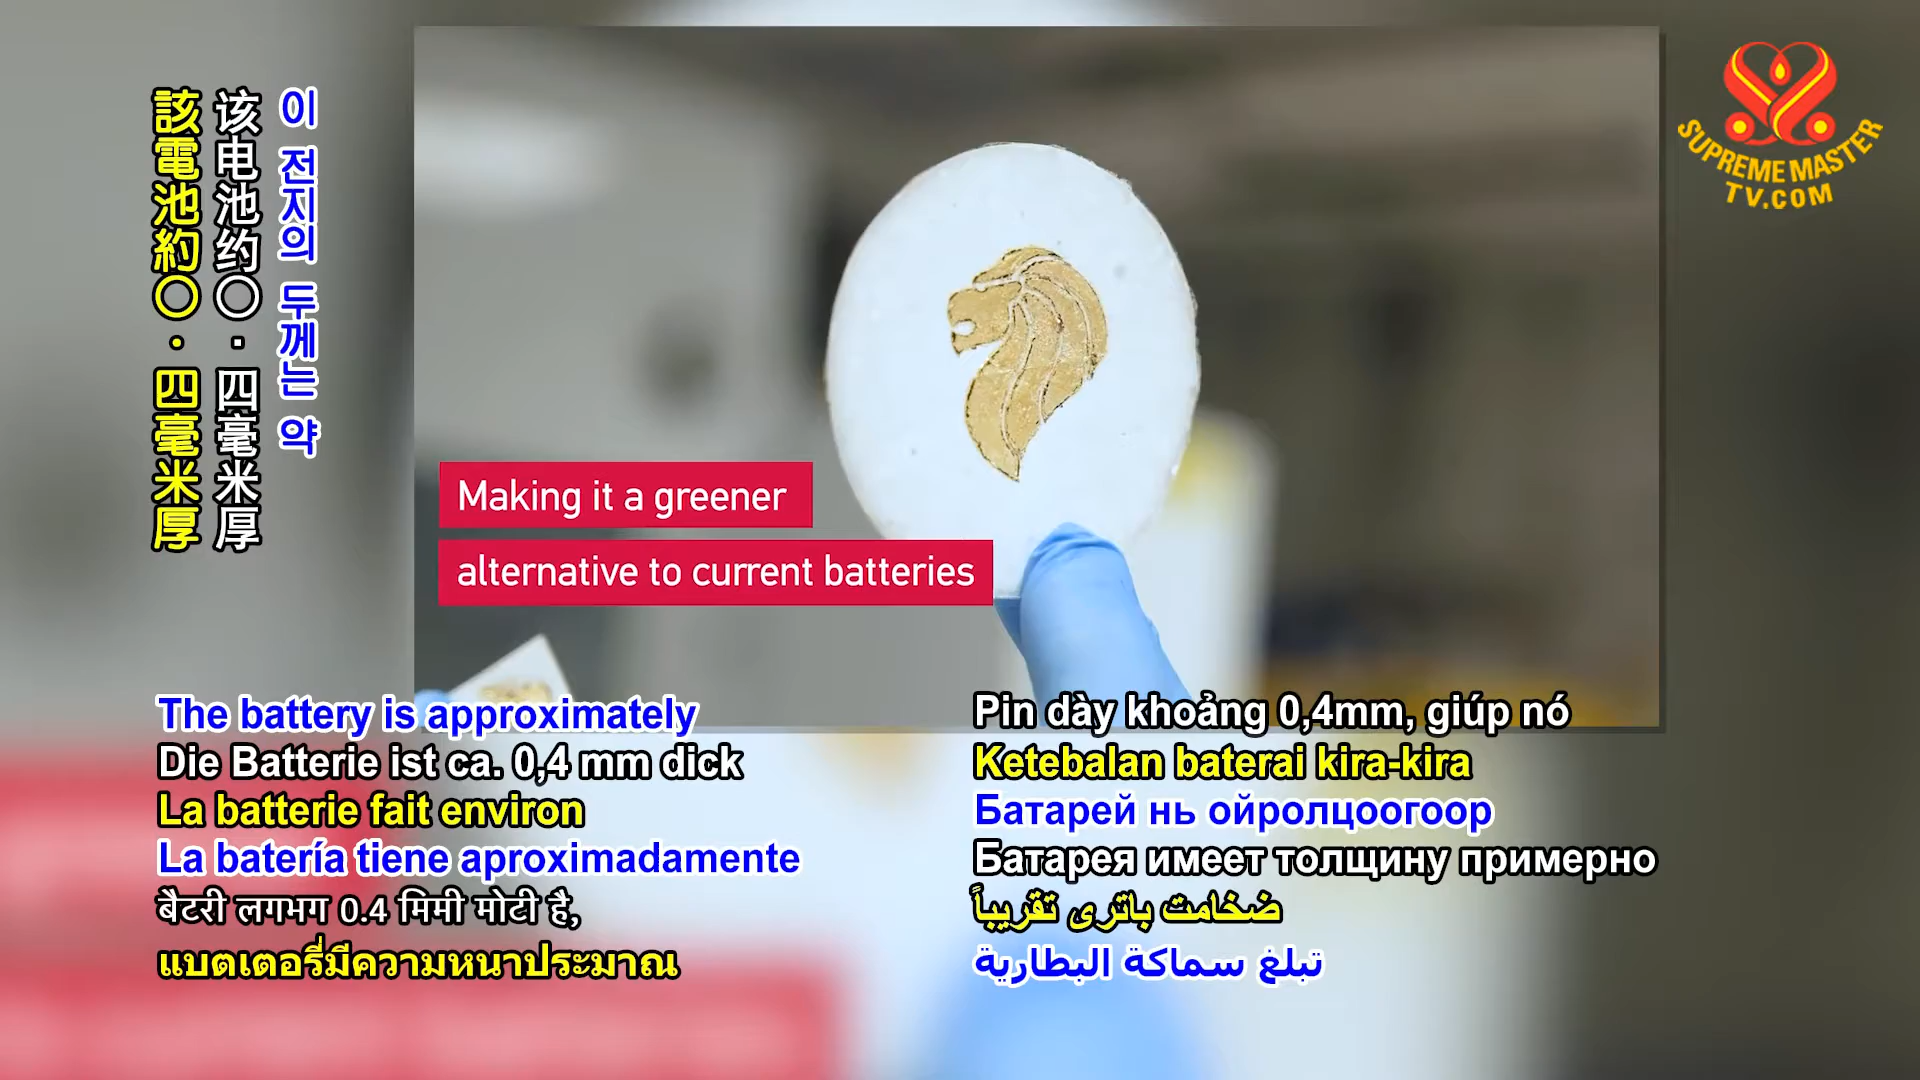 該電池約〇・四毫米厚
该电池约〇・四毫米厚
이 전지의 두께는 약
SUPREME MASTER
TV.COM
Making it a greener
alternative to current batteries
The battery is approximately
Die Batterie ist ca. 0,4 mm dick
La batterie fait environ
La batería tiene aproximadamente
बैटरी लगभग 0.4 मिमी मोटी है,
แบตเตอรี่มีความหนาประมาณ
Pin dày khoảng 0,4mm, giúp nó
Ketebalan baterai kira-kira
Батарей нь ойролцоогоор
Батарея имеет толщину примерно
ضخامت باتری تقریباً
تبلغ سماكة البطارية